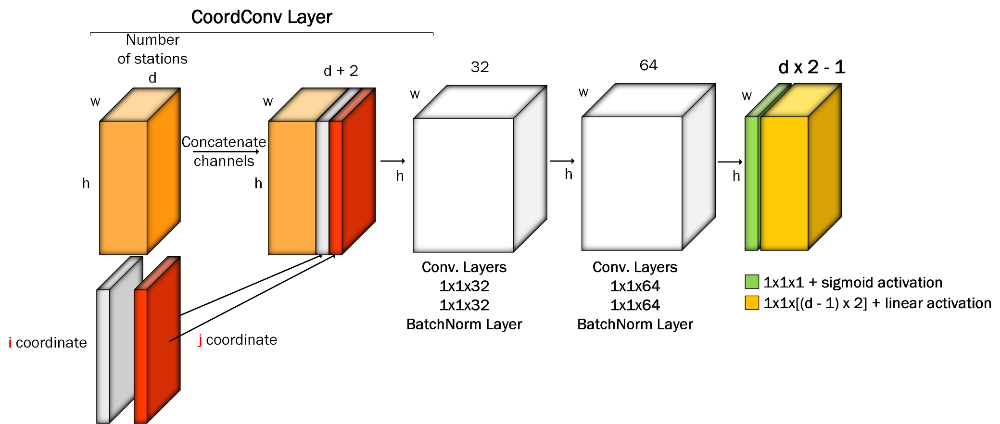 CoordConv Layer
Number
of stations
d
w
h
Concatenate
channels
d + 2
w
h
32
w
h
64
w
h
d x 2 - 1
w
h
Conv. Layers
1x1x32
1x1x32
BatchNorm Layer
Conv. Layers
1x1x64
1x1x64
BatchNorm Layer
1x1x1 + sigmoid activation
1x1x[(d - 1) x 2] + linear activation
i coordinate
j coordinate